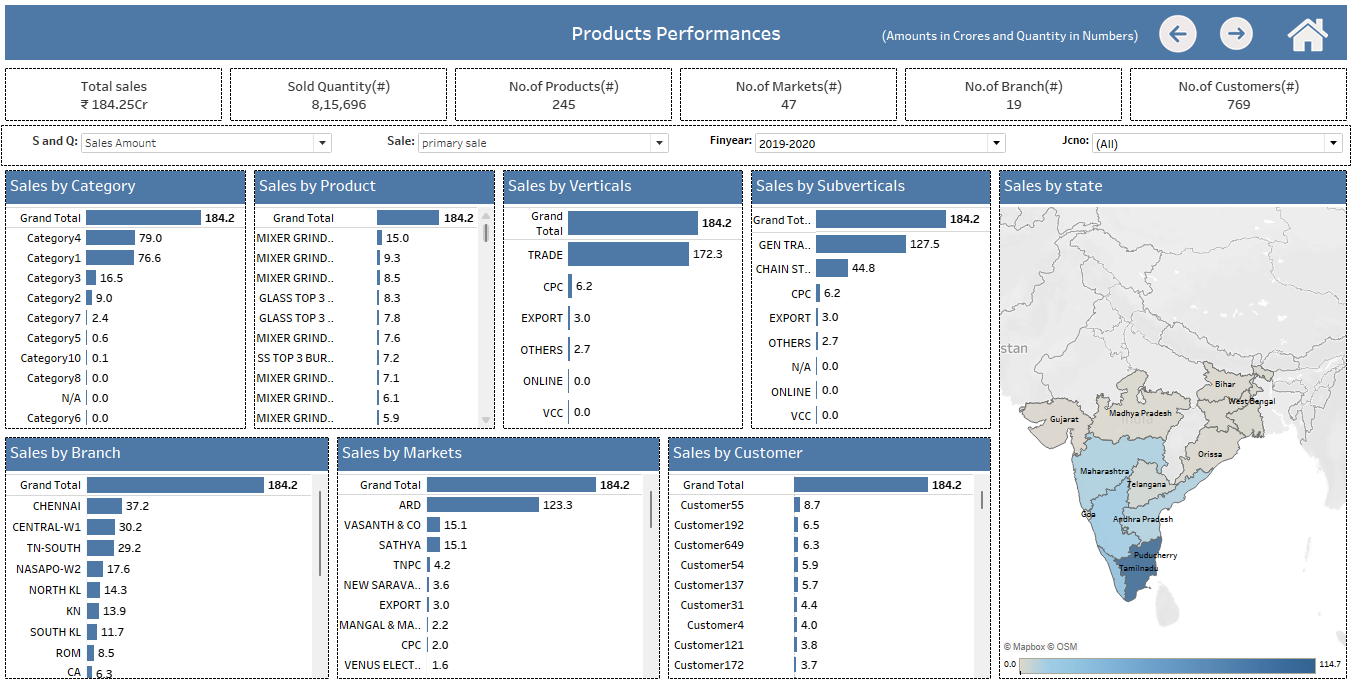 Products Performances
(Amounts in Crores and Quantity in Numbers)
Total sales
₹ 184.25Cr
Sold Quantity(#)
8,15,696
No.of Products(#)
245
No.of Markets(#)
47
No.of Branch(#)
19
No.of Customers(#)
769
S and Q: Sales Amount
Sale: primary sale
Finyear: 2019-2020
Jcno: (All)
Sales by Category
Grand Total 184.2
Category4 79.0
Category1 76.6
Category3 16.5
Category2 9.0
Category7 2.4
Category5 0.6
Category10 0.1
Category8 0.0
N/A 0.0
Category6 0.0
Sales by Product
Grand Total 184.2
MIXER GRIND.. 15.0
MIXER GRIND.. 9.3
MIXER GRIND.. 8.5
GLASS TOP 3 .. 8.3
GLASS TOP 3 .. 7.8
MIXER GRIND.. 7.6
SS TOP 3 BUR.. 7.2
MIXER GRIND.. 7.1
MIXER GRIND.. 6.1
MIXER GRIND.. 5.9
Sales by Verticals
Grand
Total 184.2
TRADE 172.3
CPC 6.2
EXPORT 3.0
OTHERS 2.7
ONLINE 0.0
VCC 0.0
Sales by Subverticals
Grand Tot.. 184.2
GEN TRA.. 127.5
CHAIN ST.. 44.8
CPC 6.2
EXPORT 3.0
OTHERS 2.7
N/A 0.0
ONLINE 0.0
VCC 0.0
Sales by state
stan
India
Bihar
West Bengal
Gujarat
Madhya Pradesh
Orissa
Maharashtra
Telangana
Goa
Andhra Pradesh
Puducherry
Tamilnadu
© Mapbox © OSM
0.0 114.7
Sales by Branch
Grand Total 184.2
CHENNAI 37.2
CENTRAL-W1 30.2
TN-SOUTH 29.2
NASAPO-W2 17.6
NORTH KL 14.3
KN 13.9
SOUTH KL 11.7
ROM 8.5
CA 6.3
Sales by Markets
Grand Total 184.2
ARD 123.3
VASANTH & CO 15.1
SATHYA 15.1
TNPC 4.2
NEW SARAVA.. 3.6
EXPORT 3.0
MANGAL & MA.. 2.2
CPC 2.0
VENUS ELECT.. 1.6
Sales by Customer
Grand Total 184.2
Customer55 8.7
Customer192 6.5
Customer649 6.3
Customer54 5.9
Customer137 5.7
Customer31 4.4
Customer4 4.0
Customer121 3.8
Customer172 3.7